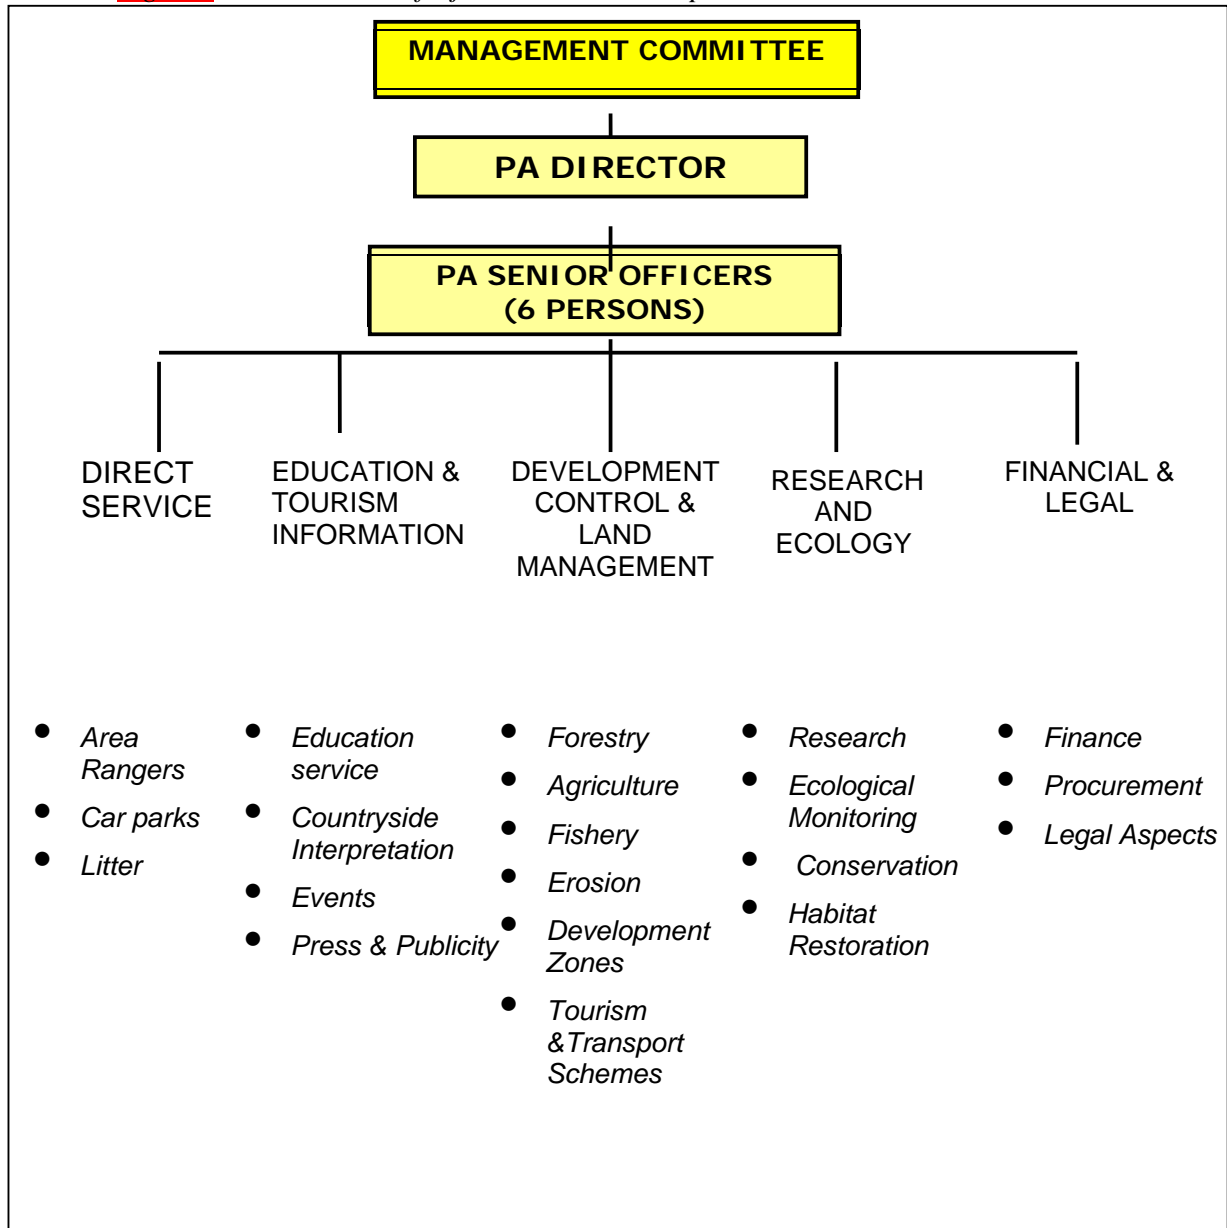 MANAGEMENT COMMITTEE
PA DIRECTOR
PA SENIOR OFFICERS
(6 PERSONS)
DIRECT
SERVICE
EDUCATION &
TOURISM
INFORMATION
DEVELOPMENT
CONTROL &
LAND
MANAGEMENT
RESEARCH
AND
ECOLOGY
FINANCIAL &
LEGAL
• Area
Rangers
• Car parks
• Litter
• Education
service
• Countryside
Interpretation
• Events
• Press & Publicity
• Forestry
• Agriculture
• Fishery
• Erosion
• Development
Zones
• Tourism
&Transport
Schemes
• Research
• Ecological
Monitoring
• Conservation
• Habitat
Restoration
• Finance
• Procurement
• Legal Aspects